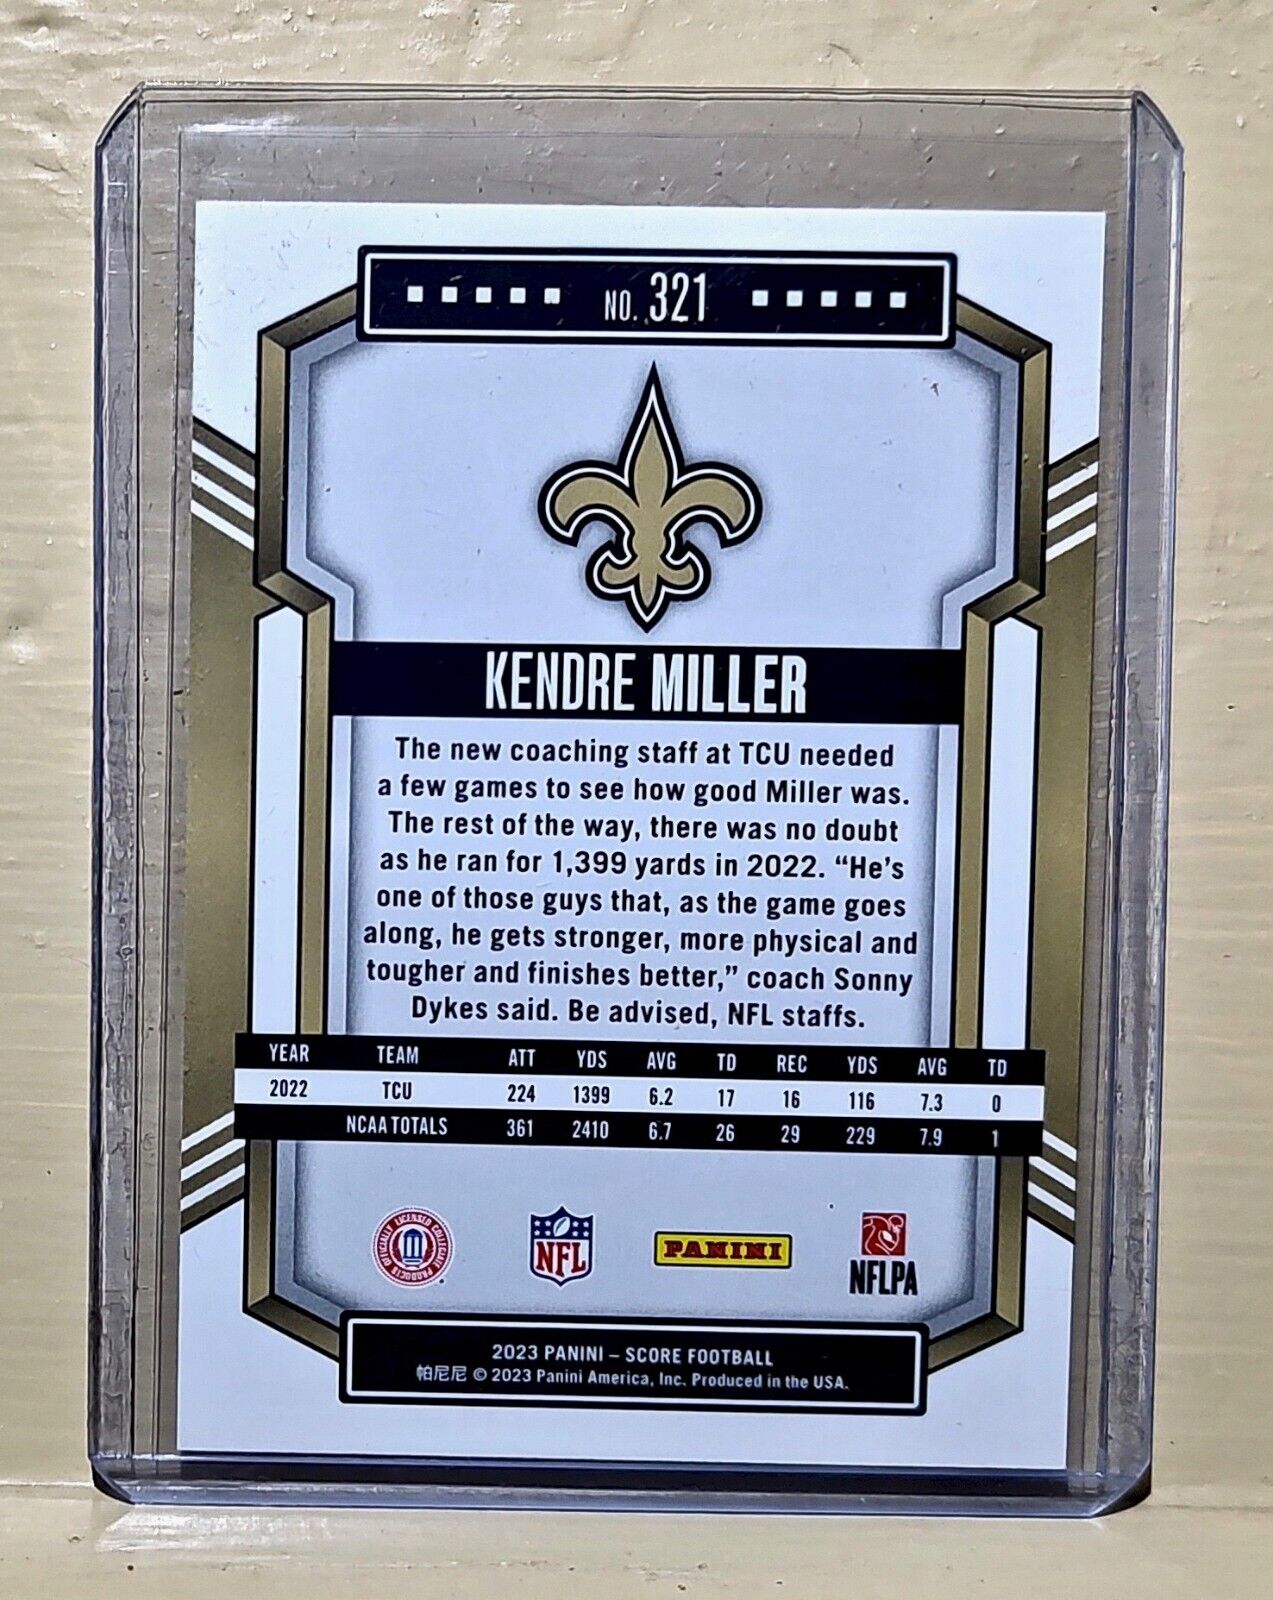 NO. 321
KENDRE MILLER
The new coaching staff at TCU needed
a few games to see how good Miller was.
The rest of the way, there was no doubt
as he ran for 1,399 yards in 2022. “He’s
one of those guys that, as the game goes
along, he gets stronger, more physical and
tougher and finishes better,” coach Sonny
Dykes said. Be advised, NFL staffs.
YEAR TEAM ATT YDS AVG TD REC YDS AVG TD
2022 TCU 224 1399 6.2 17 16 116 7.3 0
NCAA TOTALS 361 2410 6.7 26 29 229 7.9 1
OFFICIALLY LICENSED COLLEGIATE PRODUCTS
NFL
PANINI
NFLPA
2023 PANINI – SCORE FOOTBALL
帕尼尼 © 2023 Panini America, Inc. Produced in the USA.